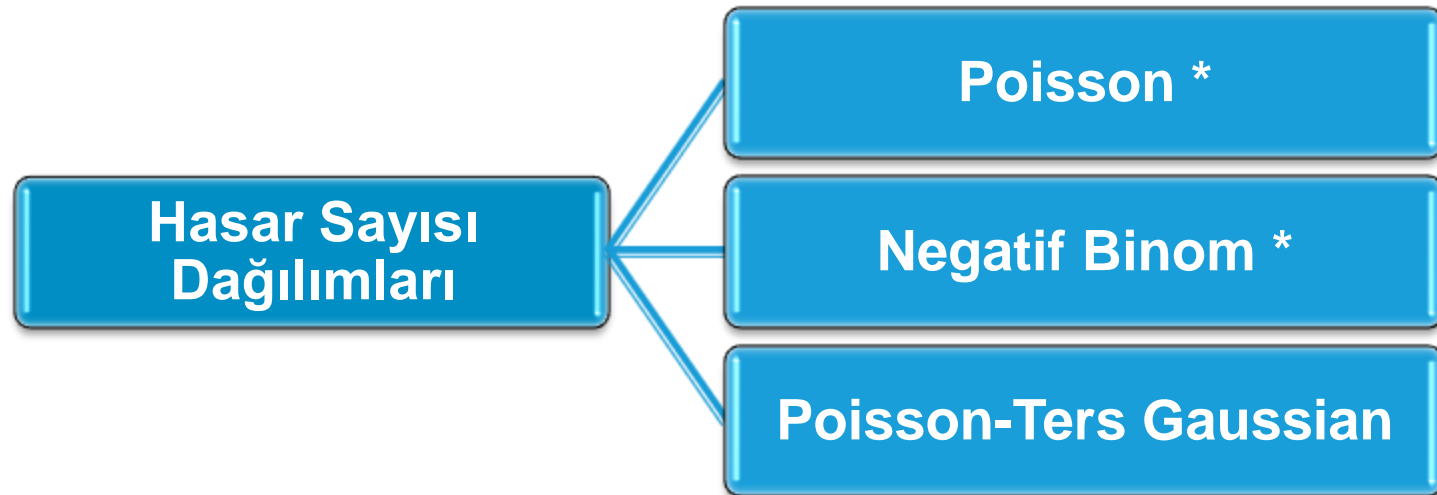 Poisson *
Hasar Sayısı
Dağılımları
Negatif Binom *
Poisson-Ters Gaussian